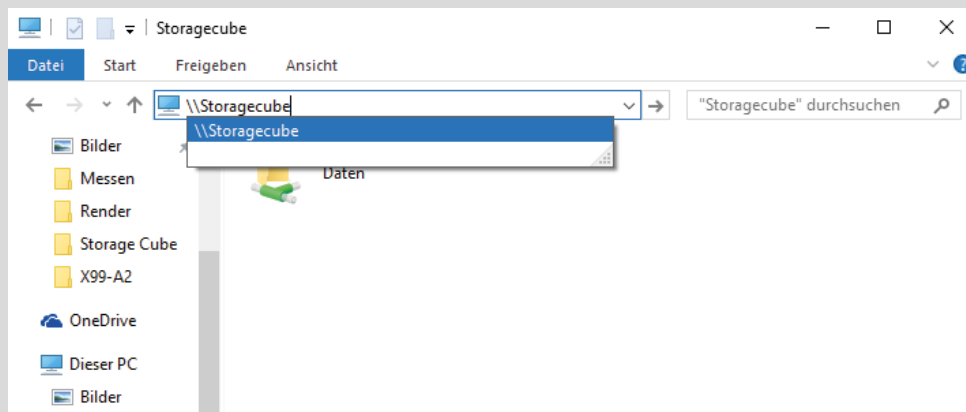 Storagecube
Datei Start Freigeben Ansicht ?
\\Storagecube "Storagecube" durchsuchen
\\Storagecube
Bilder
Daten
Messen
Render
Storage Cube
X99-A2
OneDrive
Dieser PC
Bilder